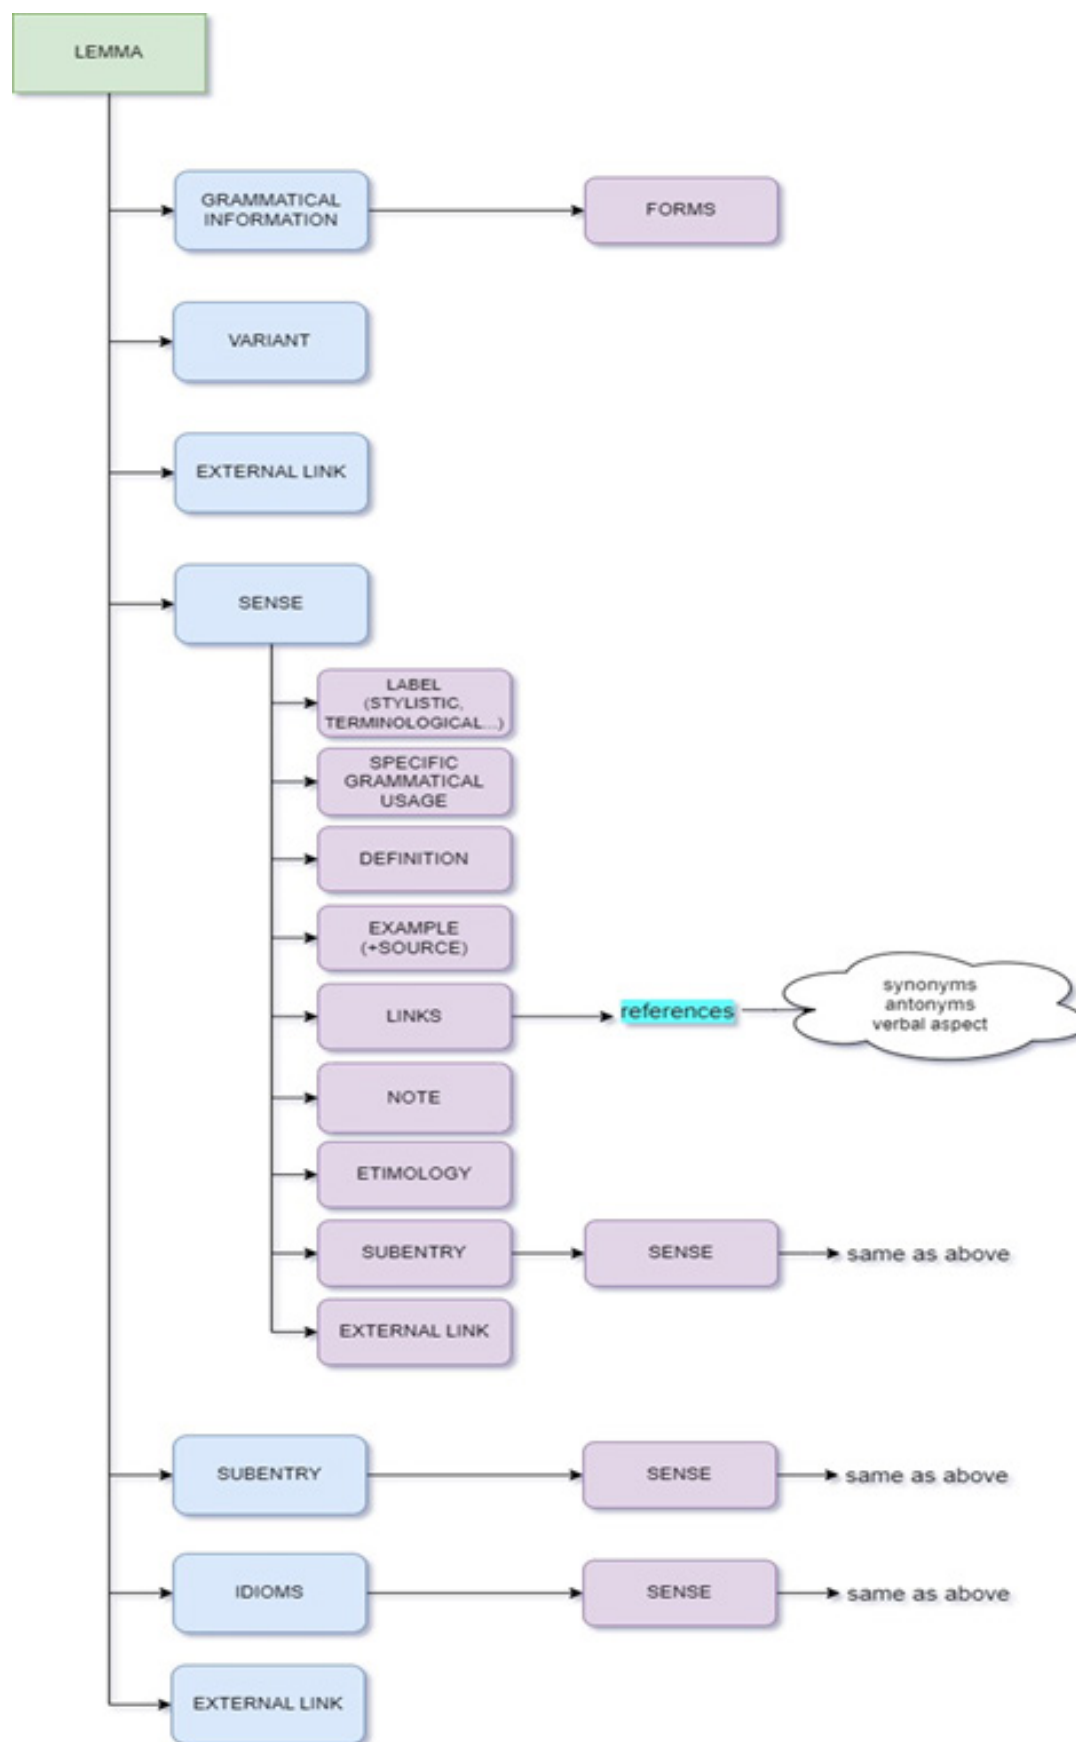 LEMMA
GRAMMATICAL
INFORMATION
FORMS
VARIANT
EXTERNAL LINK
SENSE
LABEL
(STYLISTIC,
TERMINOLOGICAL...)
SPECIFIC
GRAMMATICAL
USAGE
DEFINITION
EXAMPLE
(+SOURCE)
LINKS
references
synonyms
antonyms
verbal aspect
NOTE
ETIMOLOGY
SUBENTRY
SENSE
same as above
EXTERNAL LINK
SUBENTRY
SENSE
same as above
IDIOMS
SENSE
same as above
EXTERNAL LINK